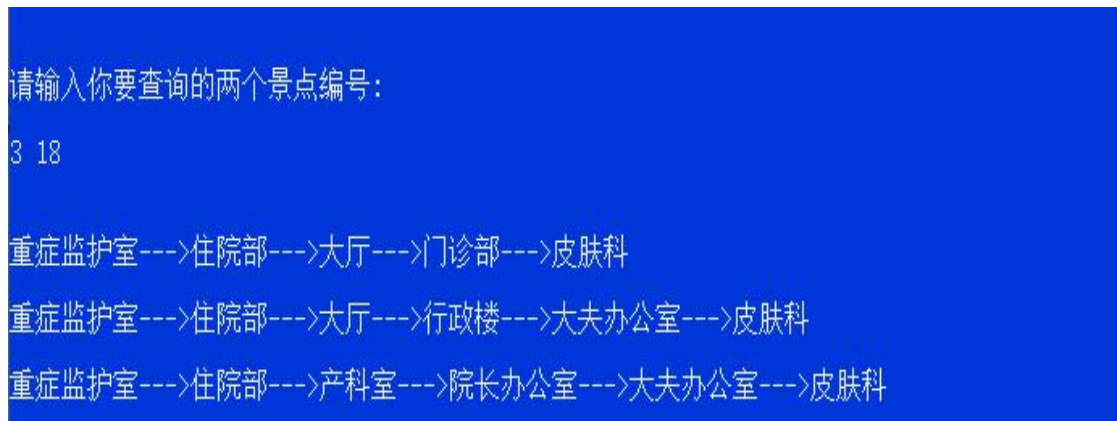 请输入你要查询的两个景点编号:
3 18
重症监护室--->住院部--->大厅--->门诊部--->皮肤科
重症监护室--->住院部--->大厅--->行政楼--->大夫办公室--->皮肤科
重症监护室--->住院部--->产科室--->院长办公室--->大夫办公室--->皮肤科